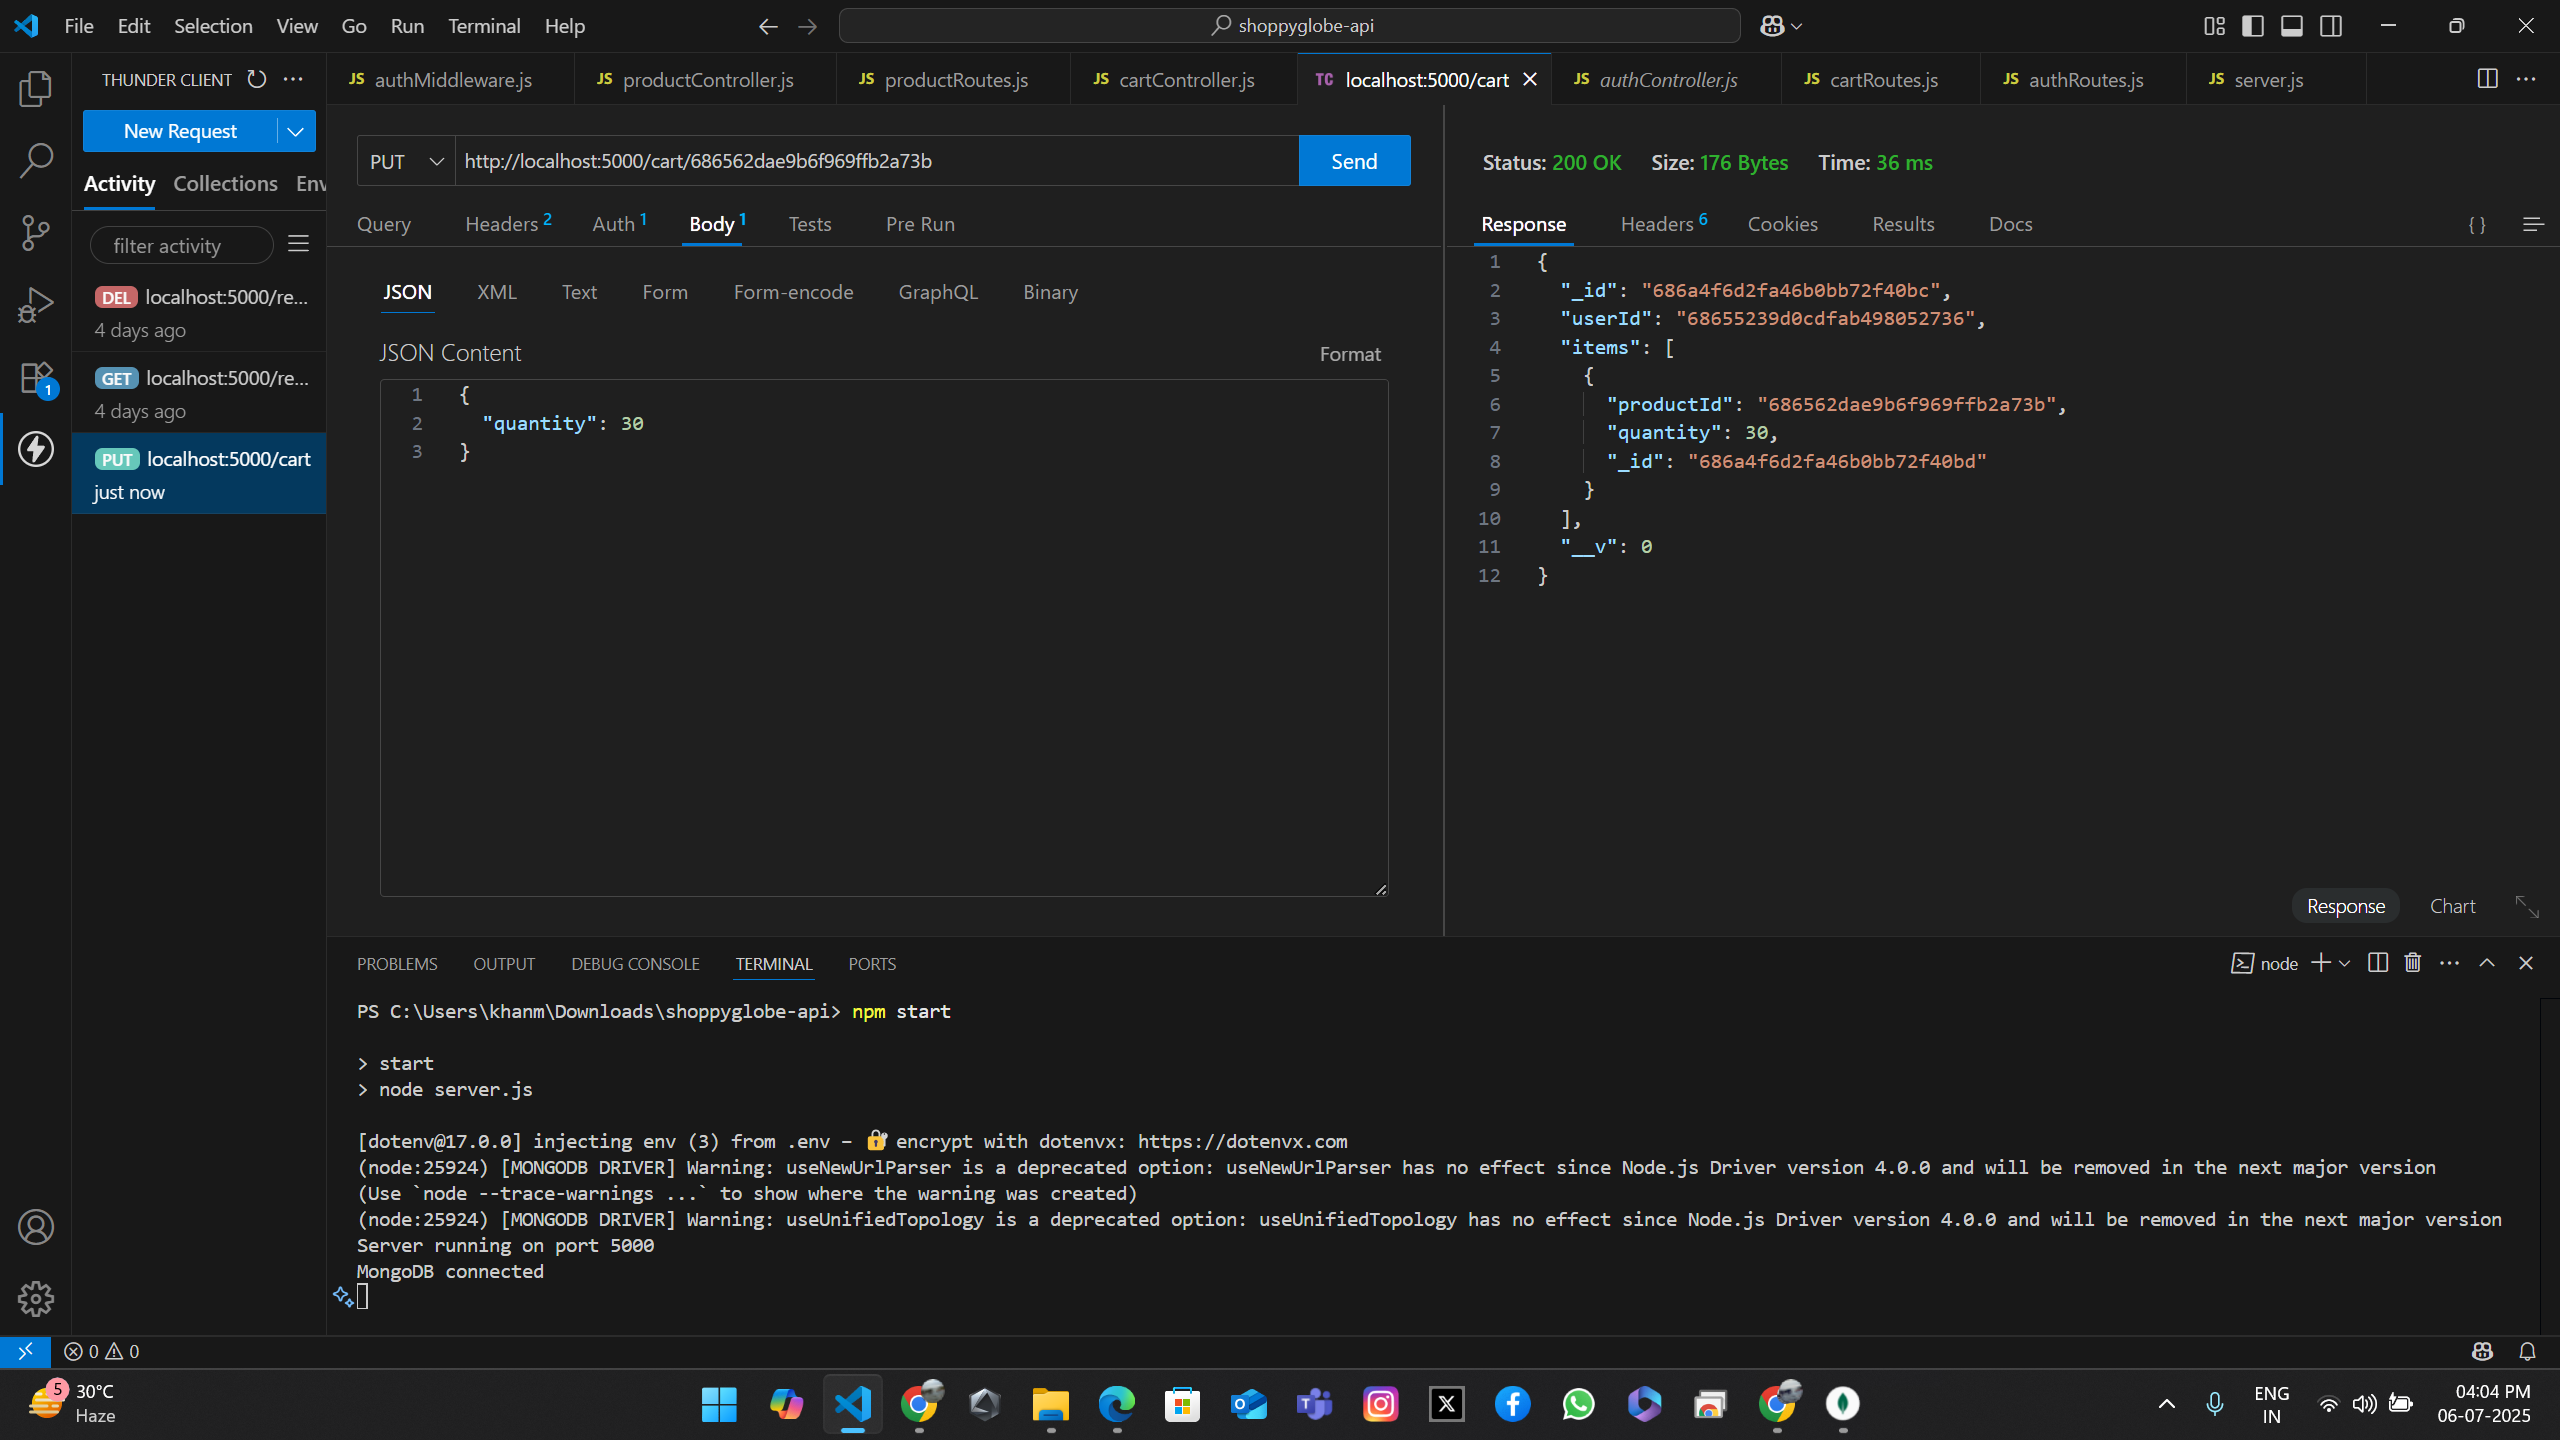 File Edit Selection View Go Run Terminal Help
shoppyglobe-api
THUNDER CLIENT
JS authMiddleware.js
JS productController.js
JS productRoutes.js
JS cartController.js
TC localhost:5000/cart
JS authController.js
JS cartRoutes.js
JS authRoutes.js
JS server.js
New Request
Activity Collections Env
filter activity
DEL localhost:5000/re...
4 days ago
GET localhost:5000/re...
4 days ago
PUT localhost:5000/cart
just now
1
PUT http://localhost:5000/cart/686562dae9b6f969ffb2a73b Send
Query Headers 2 Auth 1 Body 1 Tests Pre Run
JSON XML Text Form Form-encode GraphQL Binary
JSON Content Format
1 {
2 "quantity": 30
3 }
Status: 200 OK Size: 176 Bytes Time: 36 ms
Response Headers 6 Cookies Results Docs { }
1 {
2 "_id": "686a4f6d2fa46b0bb72f40bc",
3 "userId": "68655239d0cdfab498052736",
4 "items": [
5 {
6 "productId": "686562dae9b6f969ffb2a73b",
7 "quantity": 30,
8 "_id": "686a4f6d2fa46b0bb72f40bd"
9 }
10 ],
11 "__v": 0
12 }
Response Chart
PROBLEMS OUTPUT DEBUG CONSOLE TERMINAL PORTS
node
PS C:\Users\khanm\Downloads\shoppyglobe-api> npm start
> start
> node server.js
[dotenv@17.0.0] injecting env (3) from .env – 🔐 encrypt with dotenvx: https://dotenvx.com
(node:25924) [MONGODB DRIVER] Warning: useNewUrlParser is a deprecated option: useNewUrlParser has no effect since Node.js Driver version 4.0.0 and will be removed in the next major version
(Use `node --trace-warnings ...` to show where the warning was created)
(node:25924) [MONGODB DRIVER] Warning: useUnifiedTopology is a deprecated option: useUnifiedTopology has no effect since Node.js Driver version 4.0.0 and will be removed in the next major version
Server running on port 5000
MongoDB connected
0 0
5
30°C
Haze
ENG
IN
04:04 PM
06-07-2025